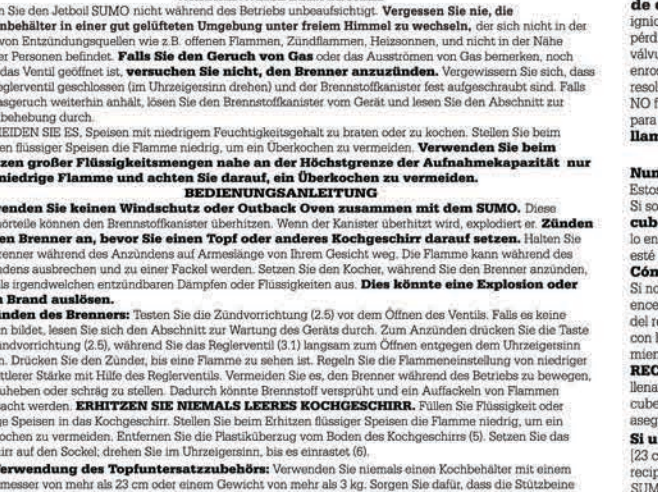 n Sie den Jetboil SUMO nicht während des Betriebs unbeaufsichtigt. Vergessen Sie nie, die
nbehälter in einer gut gelüfteten Umgebung unter freiem Himmel zu wechseln, der sich nicht in der
von Entzündungsquellen wie z.B. offenen Flammen, Zündflammen, Heizsonnen, und nicht in der Nähe
er Personen befindet. Falls Sie den Geruch von Gas oder das Ausströmen von Gas bemerken, noch
das Ventil geöffnet ist, versuchen Sie nicht, den Brenner anzuzünden. Vergewissern Sie sich, dass
eglerventil geschlossen (im Uhrzeigersinn drehen) und der Brennstoffkanister fest aufgeschraubt sind. Falls
asgeruch weiterhin anhält, lösen Sie den Brennstoffkanister vom Gerät und lesen Sie den Abschnitt zur
behebung durch.
EIDEN SIE ES, Speisen mit niedrigem Feuchtigkeitsgehalt zu braten oder zu kochen. Stellen Sie beim
en flüssiger Speisen die Flamme niedrig, um ein Überkochen zu vermeiden. Verwenden Sie beim
zen großer Flüssigkeitsmengen nahe an der Höchstgrenze der Aufnahmekapazität nur
niedrige Flamme und achten Sie darauf, ein Überkochen zu vermeiden.
BEDIENUNGSANLEITUNG
enden Sie keinen Windschutz oder Outback Oven zusammen mit dem SUMO. Diese
hörteile können den Brennstoffkanister überhitzen. Wenn der Kanister überhitzt wird, explodiert er. Zünden
en Brenner an, bevor Sie einen Topf oder anderes Kochgeschirr darauf setzen. Halten Sie
renner während des Anzündens auf Armeslänge von Ihrem Gesicht weg. Die Flamme kann während des
ndens ausbrechen und zu einer Fackel werden. Setzen Sie den Kocher, während Sie den Brenner anzünden,
ls irgendwelchen entzündbaren Dämpfen oder Flüssigkeiten aus. Dies könnte eine Explosion oder
n Brand auslösen.
ünden des Brenners: Testen Sie die Zündvorrichtung (2.5) vor dem Öffnen des Ventils. Falls es keine
n bildet, lesen Sie sich den Abschnitt zur Wartung des Geräts durch. Zum Anzünden drücken Sie die Taste
ündvorrichtung (2.5), während Sie das Reglerventil (3.1) langsam zum Öffnen entgegen dem Uhrzeigersinn
n. Drücken Sie den Zünder, bis eine Flamme zu sehen ist. Regeln Sie die Flammeneinstellung von niedriger
ttlerer Stärke mit Hilfe des Reglerventils. Vermeiden Sie es, den Brenner während des Betriebs zu bewegen,
uheben oder schräg zu stellen. Dadurch könnte Brennstoff versprüht und ein Auffackeln von Flammen
acht werden. ERHITZEN SIE NIEMALS LEERES KOCHGESCHIRR. Füllen Sie Flüssigkeit oder
ge Speisen in das Kochgeschirr. Stellen Sie beim Erhitzen flüssiger Speisen die Flamme niedrig, um ein
ochen zu vermeiden. Entfernen Sie die Plastiküberzug vom Boden des Kochgeschirrs (5). Setzen Sie das
irr auf den Sockel; drehen Sie im Uhrzeigersinn, bis es einrastet (6).
erwendung des Topfuntersatzzubehörs: Verwenden Sie niemals einen Kochbehälter mit einem
messer von mehr als 23 cm oder einem Gewicht von mehr als 3 kg. Sorgen Sie dafür, dass die Stützbeine
de
ignic
pérd
válvu
enro
resol
NO f
para
llam
Nun
Estos
Si so
cub
lo en
esté
Cóm
Si no
ence
del re
con l
mien
REC
llena
cube
aseg
Si u
[23 c
recip
SUM